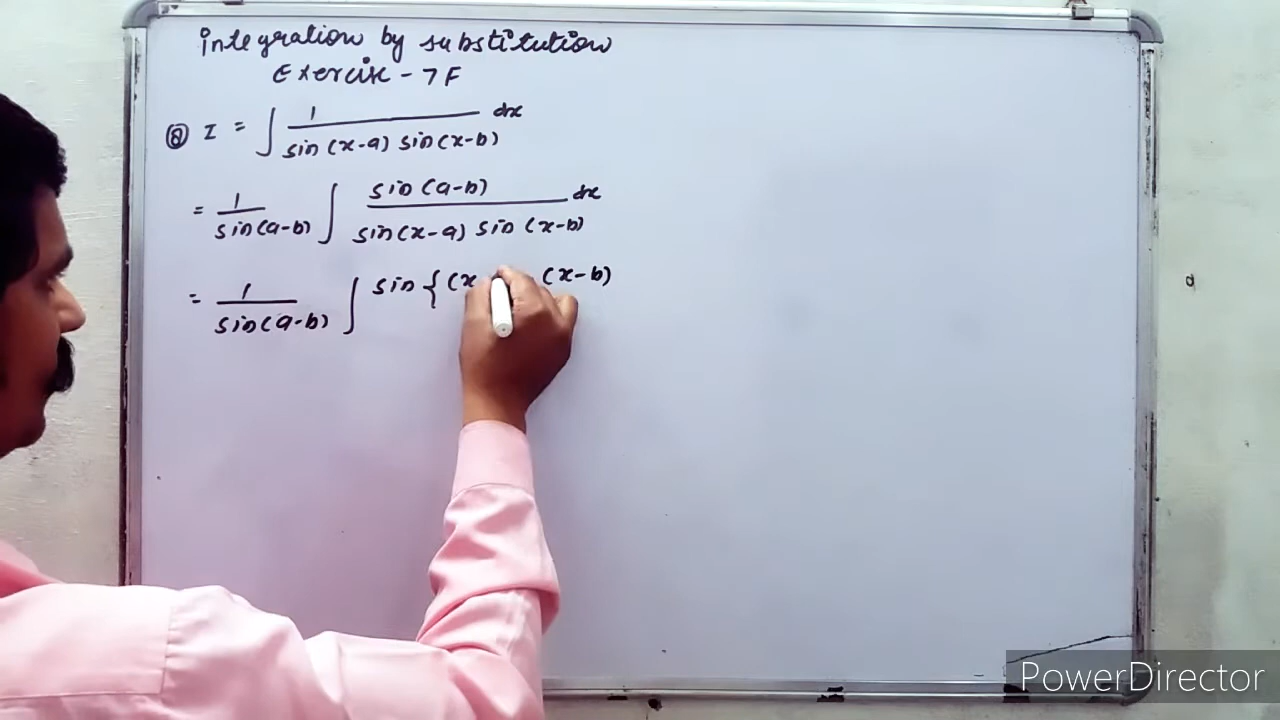 Integration by substitution
Exercise - 7F
⑧ I = ∫ 1 / sin(x-a) sin(x-b) dx
= 1 / sin(a-b) ∫ sin(a-b) / sin(x-a) sin(x-b) dx
= 1 / sin(a-b) ∫ sin { (x (x-b)
PowerDirector